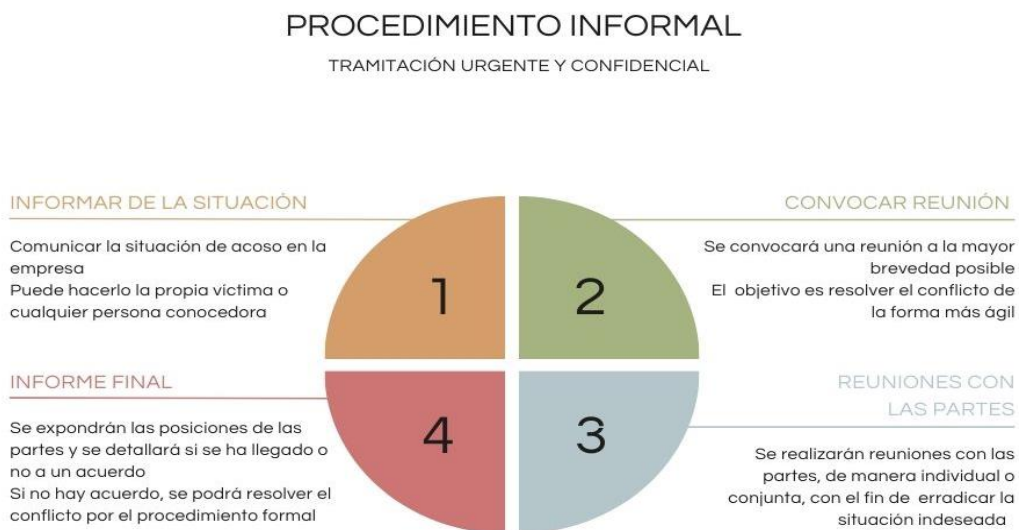 PROCEDIMIENTO INFORMAL
TRAMITACIÓN URGENTE Y CONFIDENCIAL
INFORMAR DE LA SITUACIÓN
Comunicar la situación de acoso en la
empresa
Puede hacerlo la propia victima o
cualquier persona conocedora
1
2
CONVOCAR REUNIÓN
Se convocará una reunión a la mayor
brevedad posible
El objetivo es resolver el conflicto de
la forma más ágil
3
REUNIONES CON
LAS PARTES
Se realizarán reuniones con las
partes, de manera individual o
conjunta, con el fin de erradicar la
situación indeseada
4
INFORME FINAL
Se expondrán las posiciones de las
partes y se detallará si se ha llegado o
no a un acuerdo
Si no hay acuerdo, se podrá resolver el
conflicto por el procedimiento formal